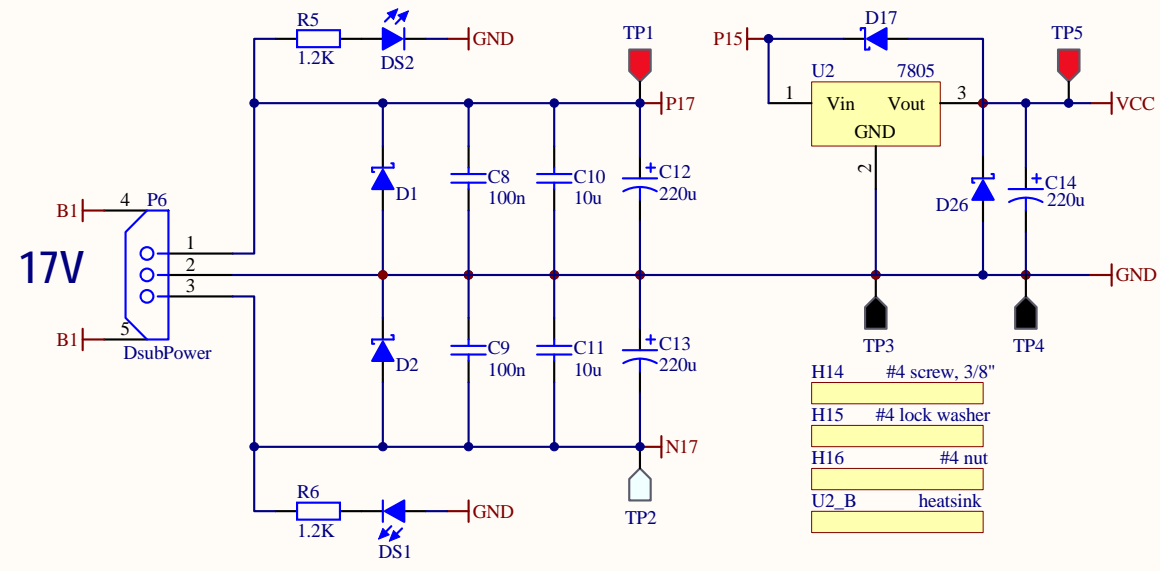 R5
1.2K
DS2
GND
TP1
P17
D1
C8
100n
C10
10u
C12
220u
B1
4
P6
17V
1
2
3
B1
5
DsubPower
D2
C9
100n
C11
10u
C13
220u
N17
TP2
R6
1.2K
DS1
GND
P15
D17
TP5
U2
7805
1
Vin
Vout
3
GND
2
VCC
D26
C14
220u
GND
TP3
TP4
H14 #4 screw, 3/8"
H15 #4 lock washer
H16 #4 nut
U2_B heatsink